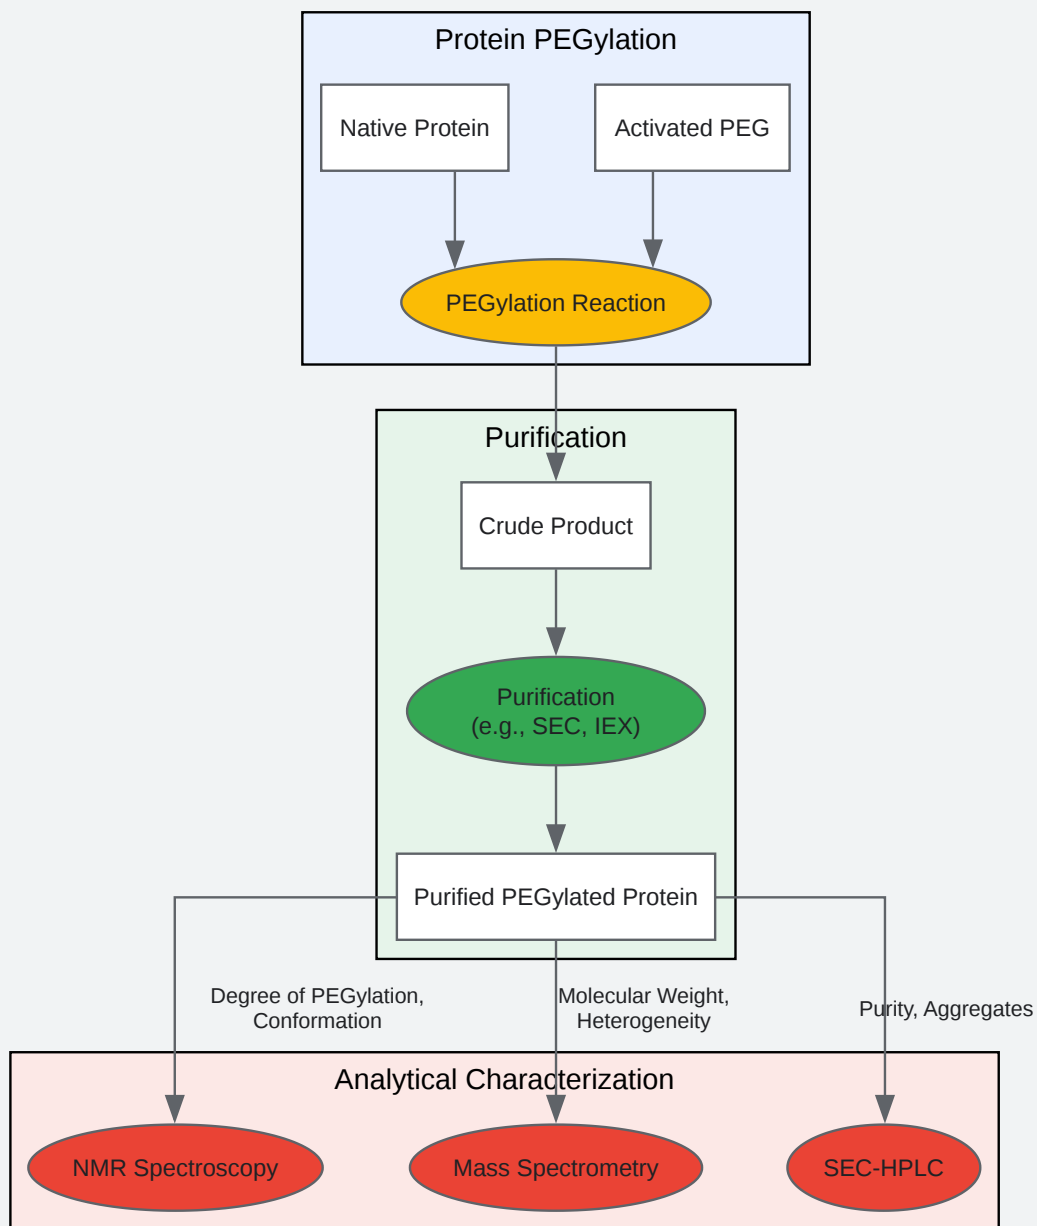 Protein PEGylation
Native Protein
Activated PEG
PEGylation Reaction
Purification
Crude Product
Purification
(e.g., SEC, IEX)
Purified PEGylated Protein
Degree of PEGylation,
Conformation
Molecular Weight,
Heterogeneity
Purity, Aggregates
Analytical Characterization
NMR Spectroscopy
Mass Spectrometry
SEC-HPLC